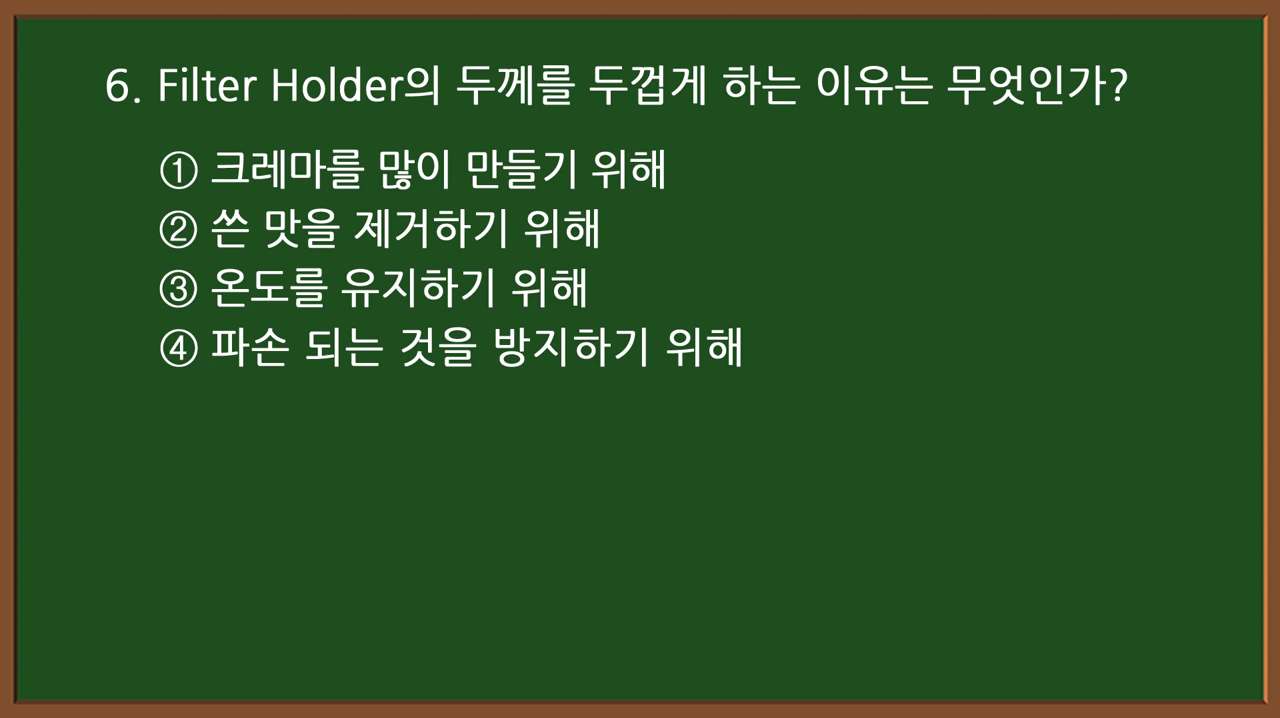 6. Filter Holder의 두께를 두껍게 하는 이유는 무엇인가?
① 크레마를 많이 만들기 위해
② 쓴 맛을 제거하기 위해
③ 온도를 유지하기 위해
④ 파손 되는 것을 방지하기 위해